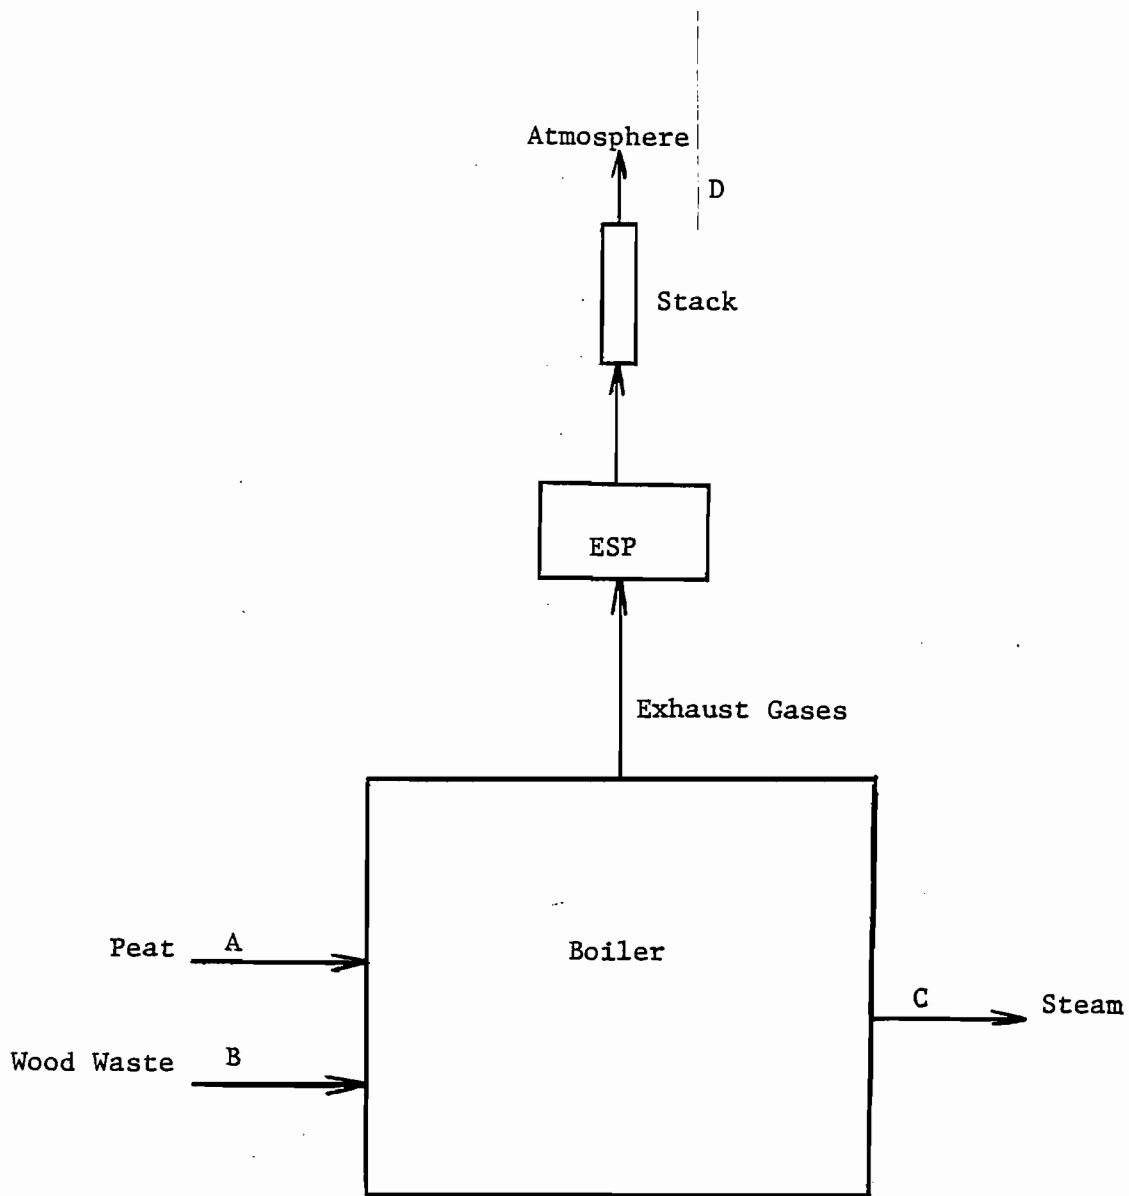 Atmosphere
D
Stack
ESP
Exhaust Gases
Peat A
Boiler
C Steam
Wood Waste B